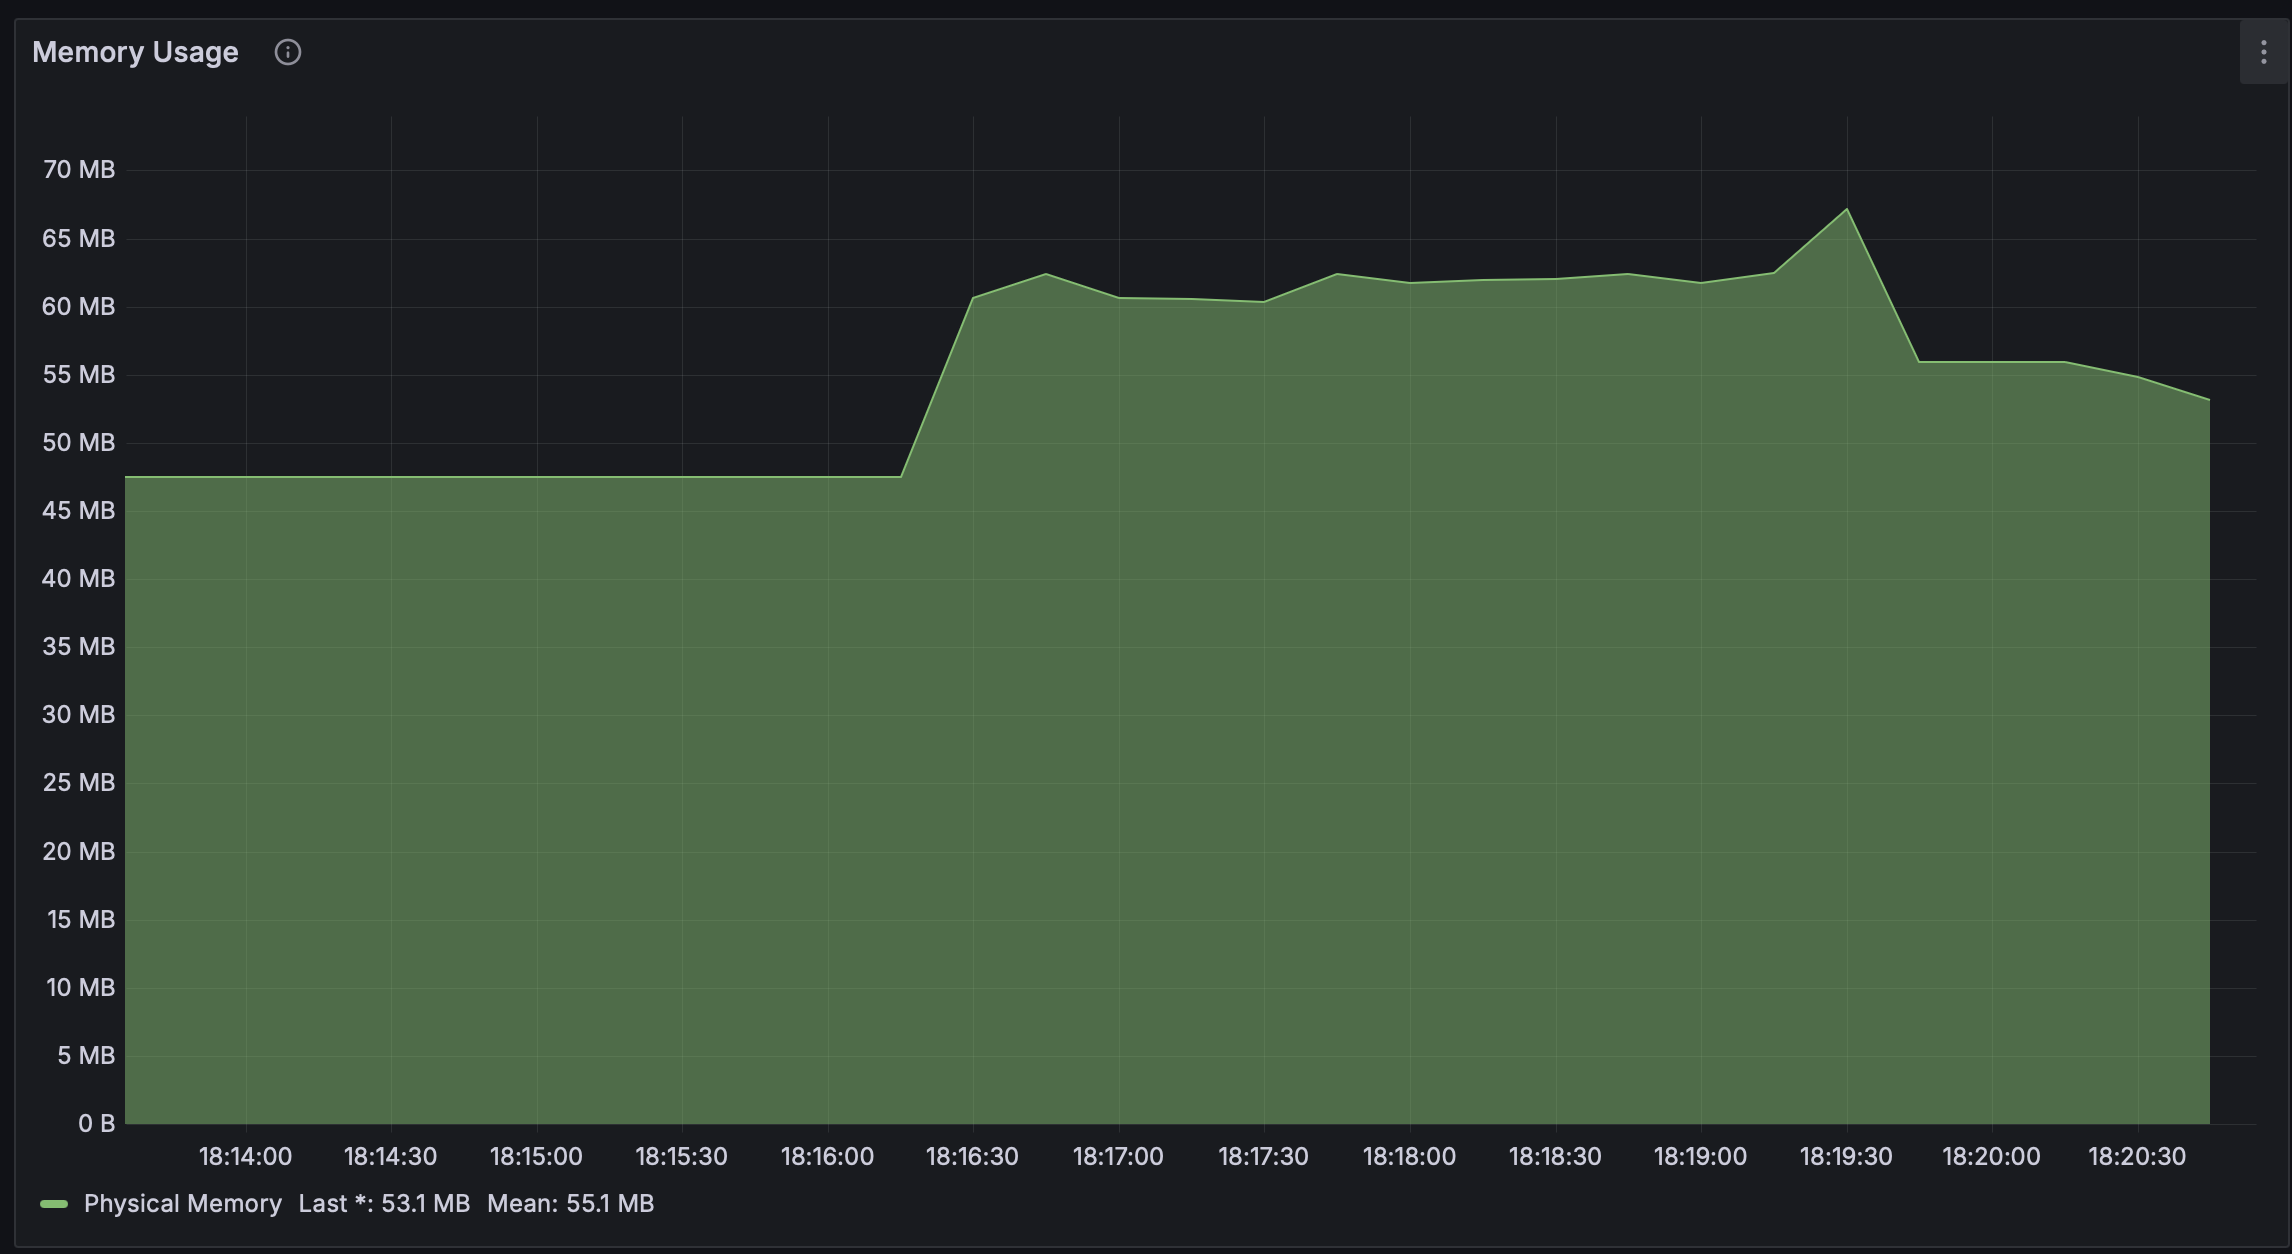 Memory Usage
70 MB
65 MB
60 MB
55 MB
50 MB
45 MB
40 MB
35 MB
30 MB
25 MB
20 MB
15 MB
10 MB
5 MB
0 B
18:14:00 18:14:30 18:15:00 18:15:30 18:16:00 18:16:30 18:17:00 18:17:30 18:18:00 18:18:30 18:19:00 18:19:30 18:20:00 18:20:30
Physical Memory Last *: 53.1 MB Mean: 55.1 MB